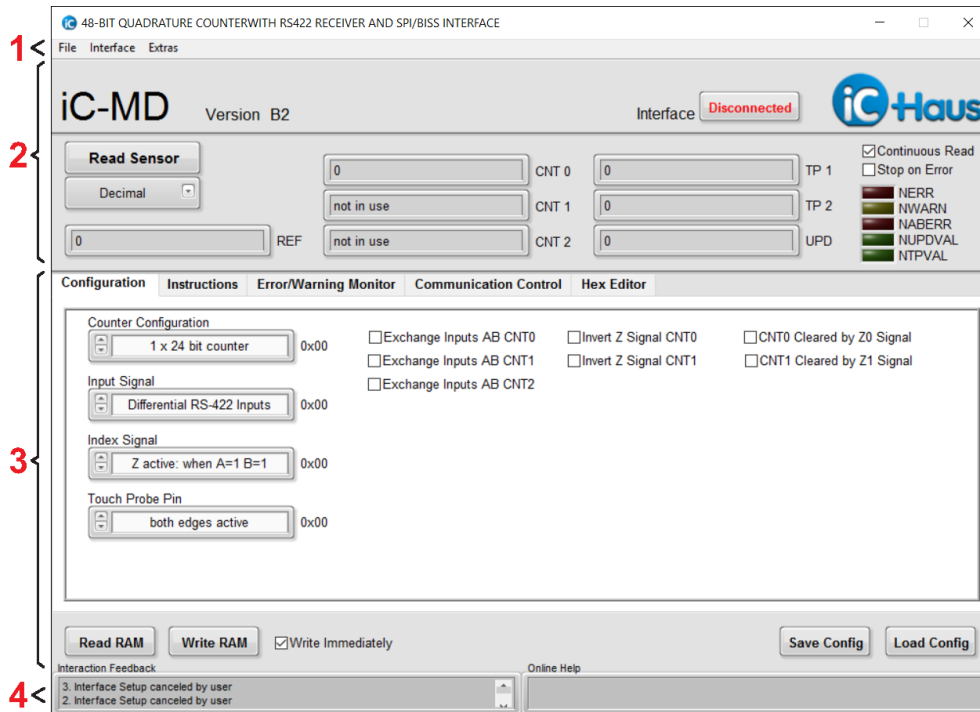 48-BIT QUADRATURE COUNTERWITH RS422 RECEIVER AND SPI/BISS INTERFACE
1
File Interface Extras
iC-MD Version B2
Interface Disconnected
iC Haus
2
Read Sensor
Decimal
0 REF
0 CNT 0
not in use CNT 1
not in use CNT 2
0 TP 1
0 TP 2
0 UPD
Continuous Read
Stop on Error
NERR
NWARN
NABERR
NUPDVAL
NTPVAL
Configuration Instructions Error/Warning Monitor Communication Control Hex Editor
3
Counter Configuration
1 x 24 bit counter 0x00
Input Signal
Differential RS-422 Inputs 0x00
Index Signal
Z active: when A=1 B=1 0x00
Touch Probe Pin
both edges active 0x00
Exchange Inputs AB CNT0
Exchange Inputs AB CNT1
Exchange Inputs AB CNT2
Invert Z Signal CNT0
Invert Z Signal CNT1
CNT0 Cleared by Z0 Signal
CNT1 Cleared by Z1 Signal
Read RAM Write RAM Write Immediately Save Config Load Config
4
Interaction Feedback
3. Interface Setup canceled by user
2. Interface Setup canceled by user
Online Help